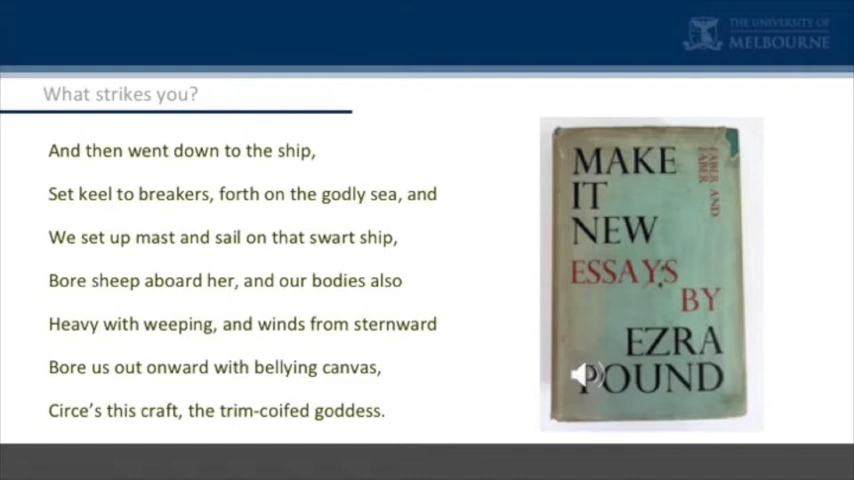 THE UNIVERSITY OF
MELBOURNE
What strikes you?
And then went down to the ship,
Set keel to breakers, forth on the godly sea, and
We set up mast and sail on that swart ship,
Bore sheep aboard her, and our bodies also
Heavy with weeping, and winds from sternward
Bore us out onward with bellying canvas,
Circe's this craft, the trim-coifed goddess.
MAKE
IT
NEW
ESSAYS
BY
EZRA
POUND
FABER AND
FABER